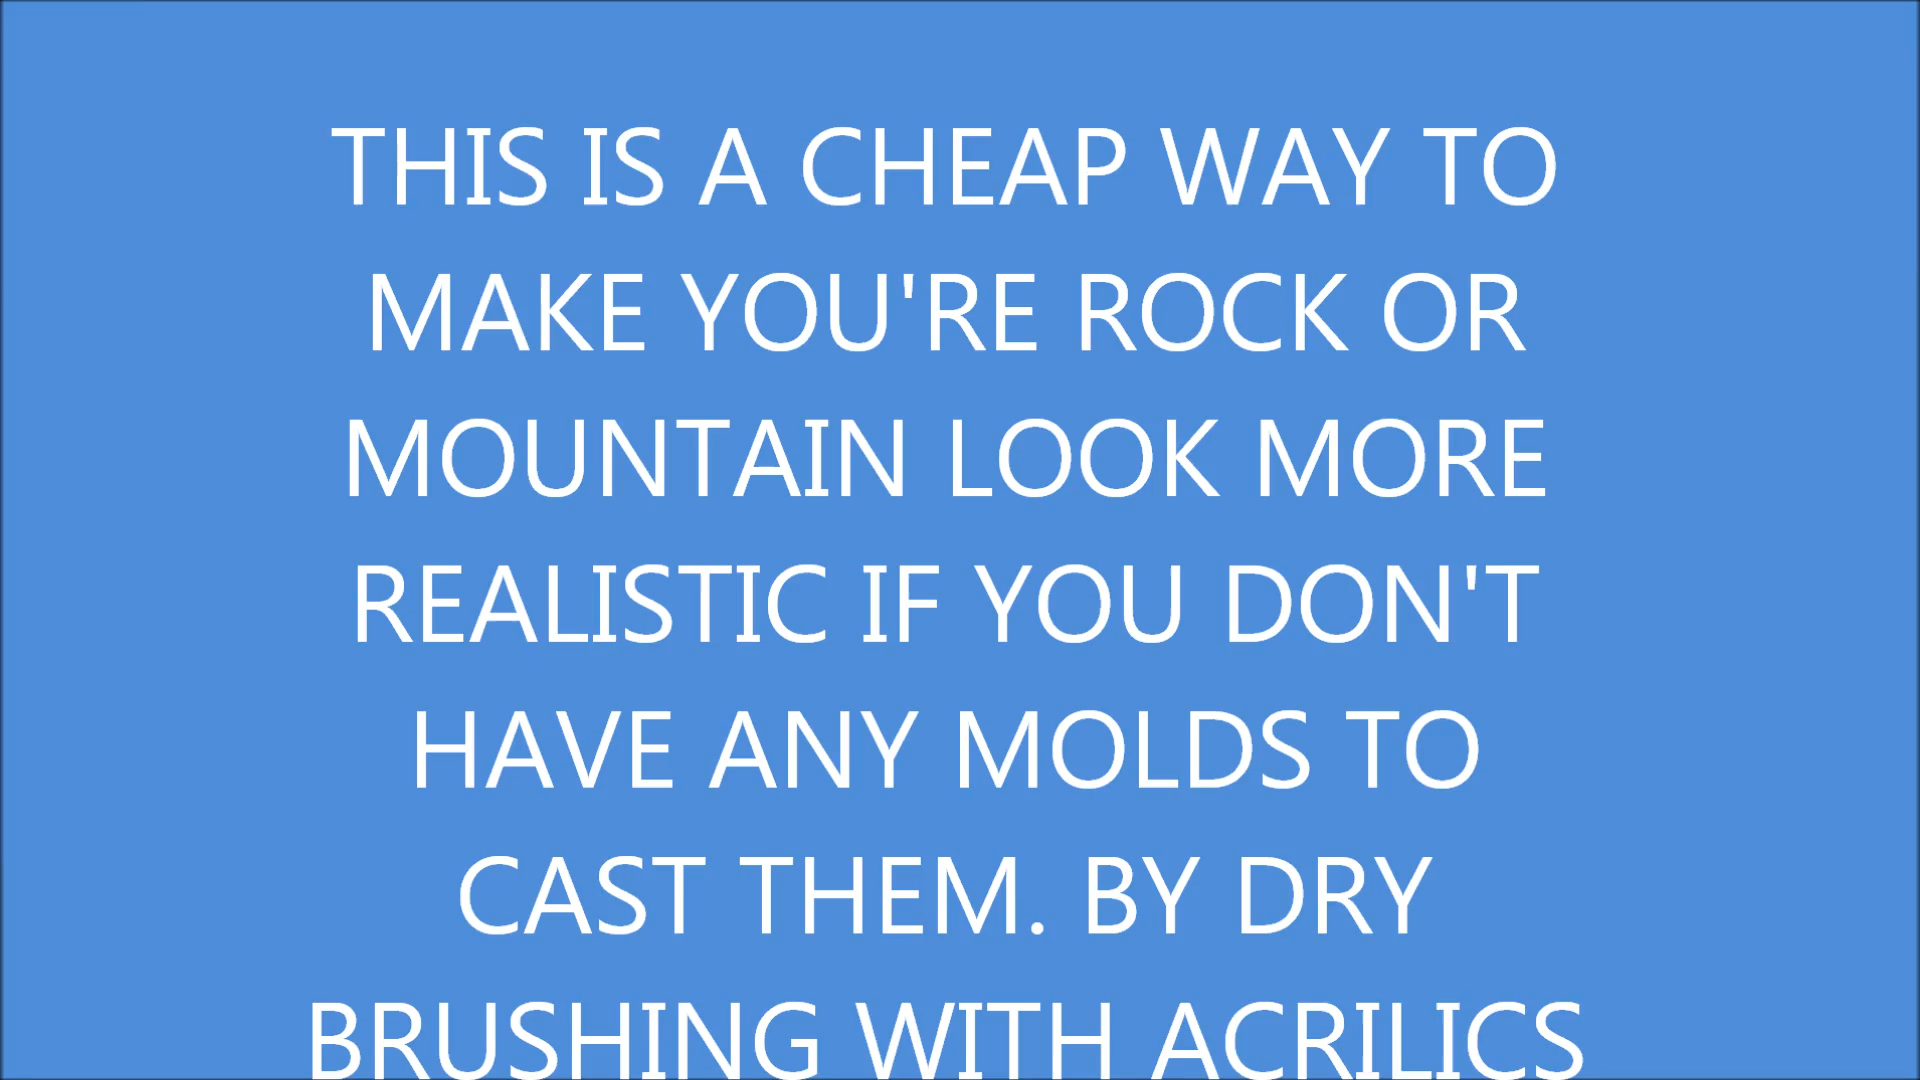 THIS IS A CHEAP WAY TO
MAKE YOU'RE ROCK OR
MOUNTAIN LOOK MORE
REALISTIC IF YOU DON'T
HAVE ANY MOLDS TO
CAST THEM. BY DRY
BRUSHING WITH ACRILICS